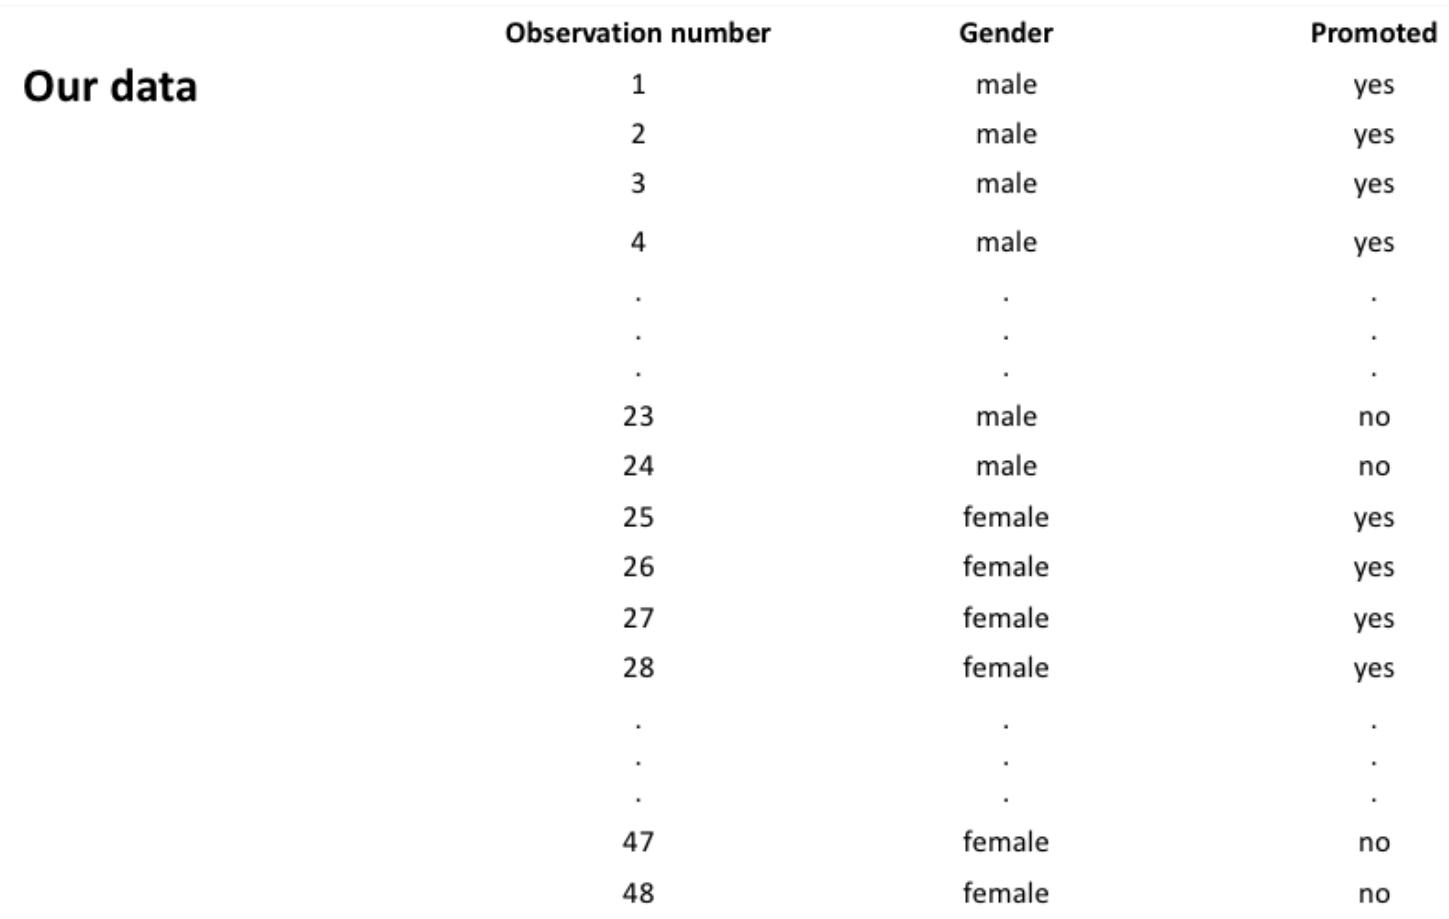 Observation number Gender Promoted
Our data 1 male yes
2 male yes
3 male yes
4 male yes
. . .
. . .
. . .
23 male no
24 male no
25 female yes
26 female yes
27 female yes
28 female yes
. . .
. . .
. . .
47 female no
48 female no